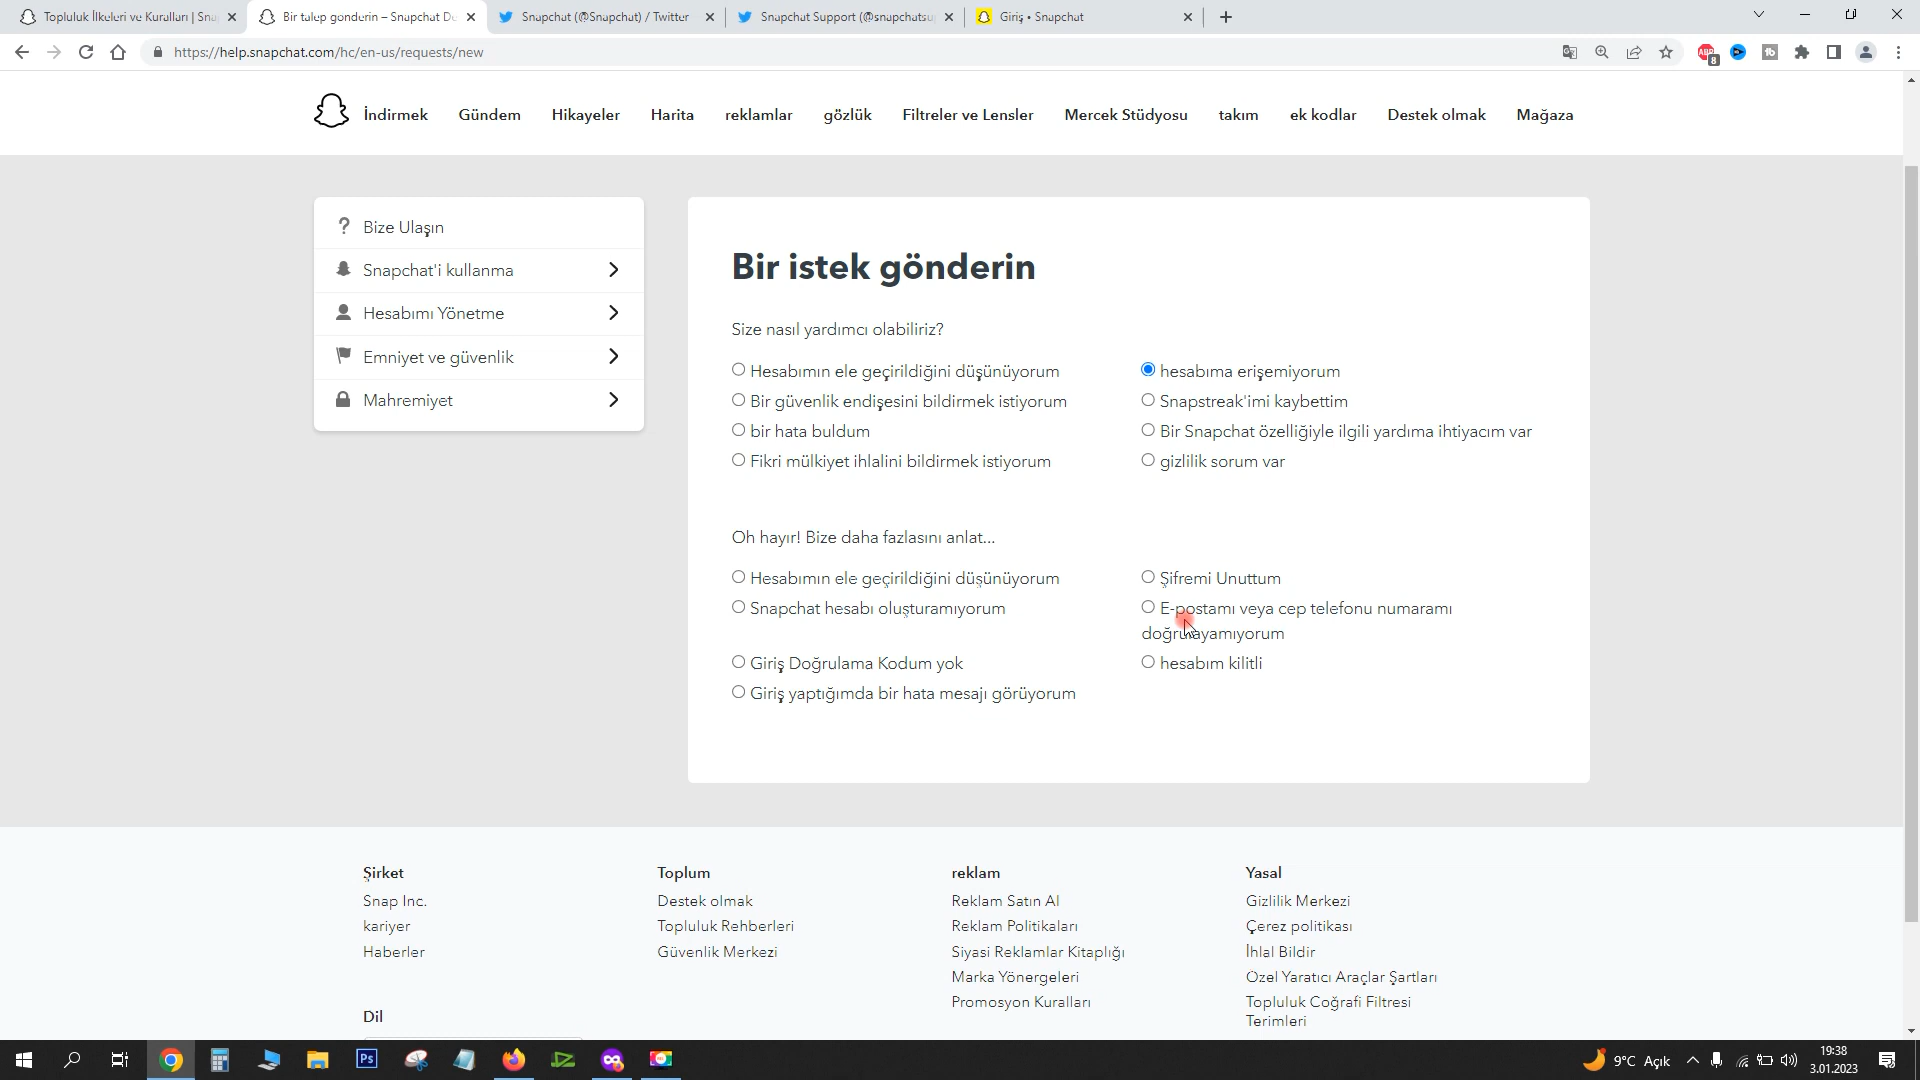 Topluluk İlkeleri ve Kuralları | Sna
Bir talep gönderin – Snapchat De
Snapchat (@Snapchat) / Twitter
Snapchat Support (@snapchatsu
Giriş • Snapchat
https://help.snapchat.com/hc/en-us/requests/new
ABP
8
tb
İndirmek
Gündem
Hikayeler
Harita
reklamlar
gözlük
Filtreler ve Lensler
Mercek Stüdyosu
takım
ek kodlar
Destek olmak
Mağaza
? Bize Ulaşın
Snapchat'i kullanma
Hesabımı Yönetme
Emniyet ve güvenlik
Mahremiyet
Bir istek gönderin
Size nasıl yardımcı olabiliriz?
Hesabımın ele geçirildiğini düşünüyorum
hesabıma erişemiyorum
Bir güvenlik endişesini bildirmek istiyorum
Snapstreak'imi kaybettim
bir hata buldum
Bir Snapchat özelliğiyle ilgili yardıma ihtiyacım var
Fikri mülkiyet ihlalini bildirmek istiyorum
gizlilik sorum var
Oh hayır! Bize daha fazlasını anlat...
Hesabımın ele geçirildiğini düşünüyorum
Şifremi Unuttum
Snapchat hesabı oluşturamıyorum
E-postamı veya cep telefonu numaramı
doğrulayamıyorum
Giriş Doğrulama Kodum yok
hesabım kilitli
Giriş yaptığımda bir hata mesajı görüyorum
Şirket
Snap Inc.
kariyer
Haberler
Toplum
Destek olmak
Topluluk Rehberleri
Güvenlik Merkezi
reklam
Reklam Satın Al
Reklam Politikaları
Siyasi Reklamlar Kitaplığı
Marka Yönergeleri
Promosyon Kuralları
Yasal
Gizlilik Merkezi
Çerez politikası
İhlal Bildir
Özel Yaratıcı Araçlar Şartları
Topluluk Coğrafi Filtresi
Terimleri
Dil
Ps
9°C Açık
19:38
3.01.2023